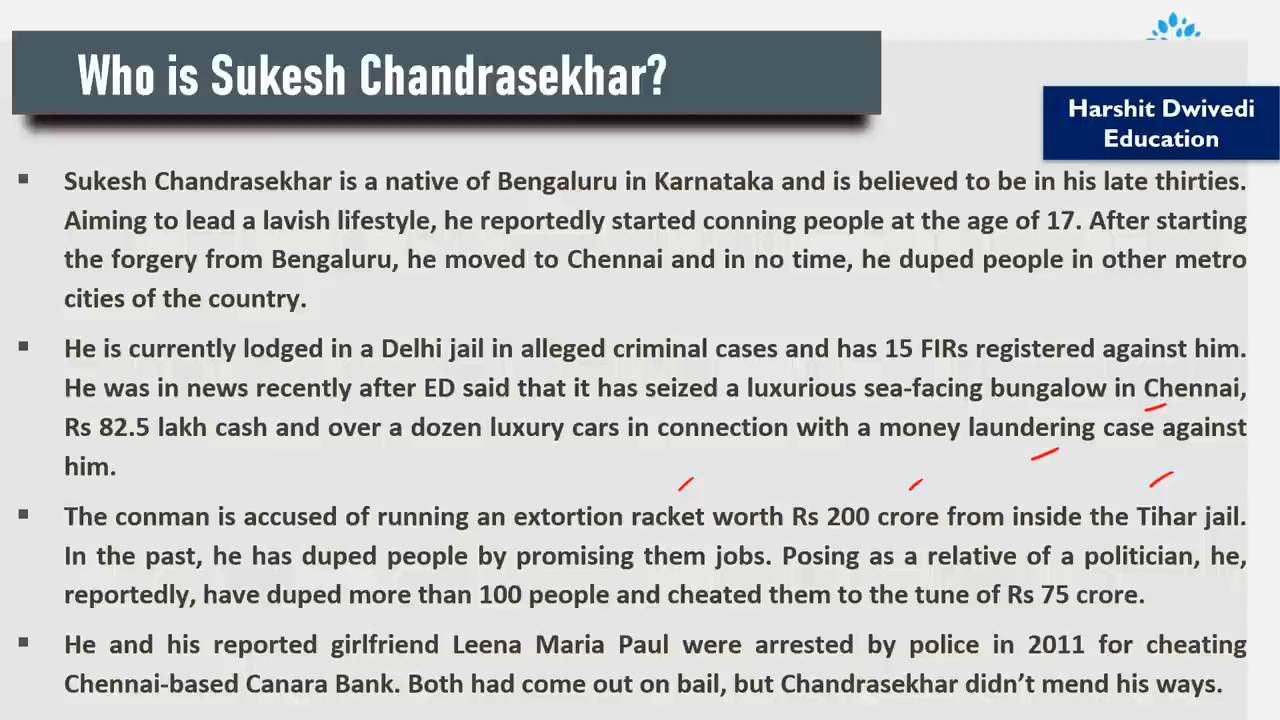 Who is Sukesh Chandrasekhar?
Harshit Dwivedi
Education
▪ Sukesh Chandrasekhar is a native of Bengaluru in Karnataka and is believed to be in his late thirties.
Aiming to lead a lavish lifestyle, he reportedly started conning people at the age of 17. After starting
the forgery from Bengaluru, he moved to Chennai and in no time, he duped people in other metro
cities of the country.
▪ He is currently lodged in a Delhi jail in alleged criminal cases and has 15 FIRs registered against him.
He was in news recently after ED said that it has seized a luxurious sea-facing bungalow in Chennai,
Rs 82.5 lakh cash and over a dozen luxury cars in connection with a money laundering case against
him.
▪ The conman is accused of running an extortion racket worth Rs 200 crore from inside the Tihar jail.
In the past, he has duped people by promising them jobs. Posing as a relative of a politician, he,
reportedly, have duped more than 100 people and cheated them to the tune of Rs 75 crore.
▪ He and his reported girlfriend Leena Maria Paul were arrested by police in 2011 for cheating
Chennai-based Canara Bank. Both had come out on bail, but Chandrasekhar didn’t mend his ways.